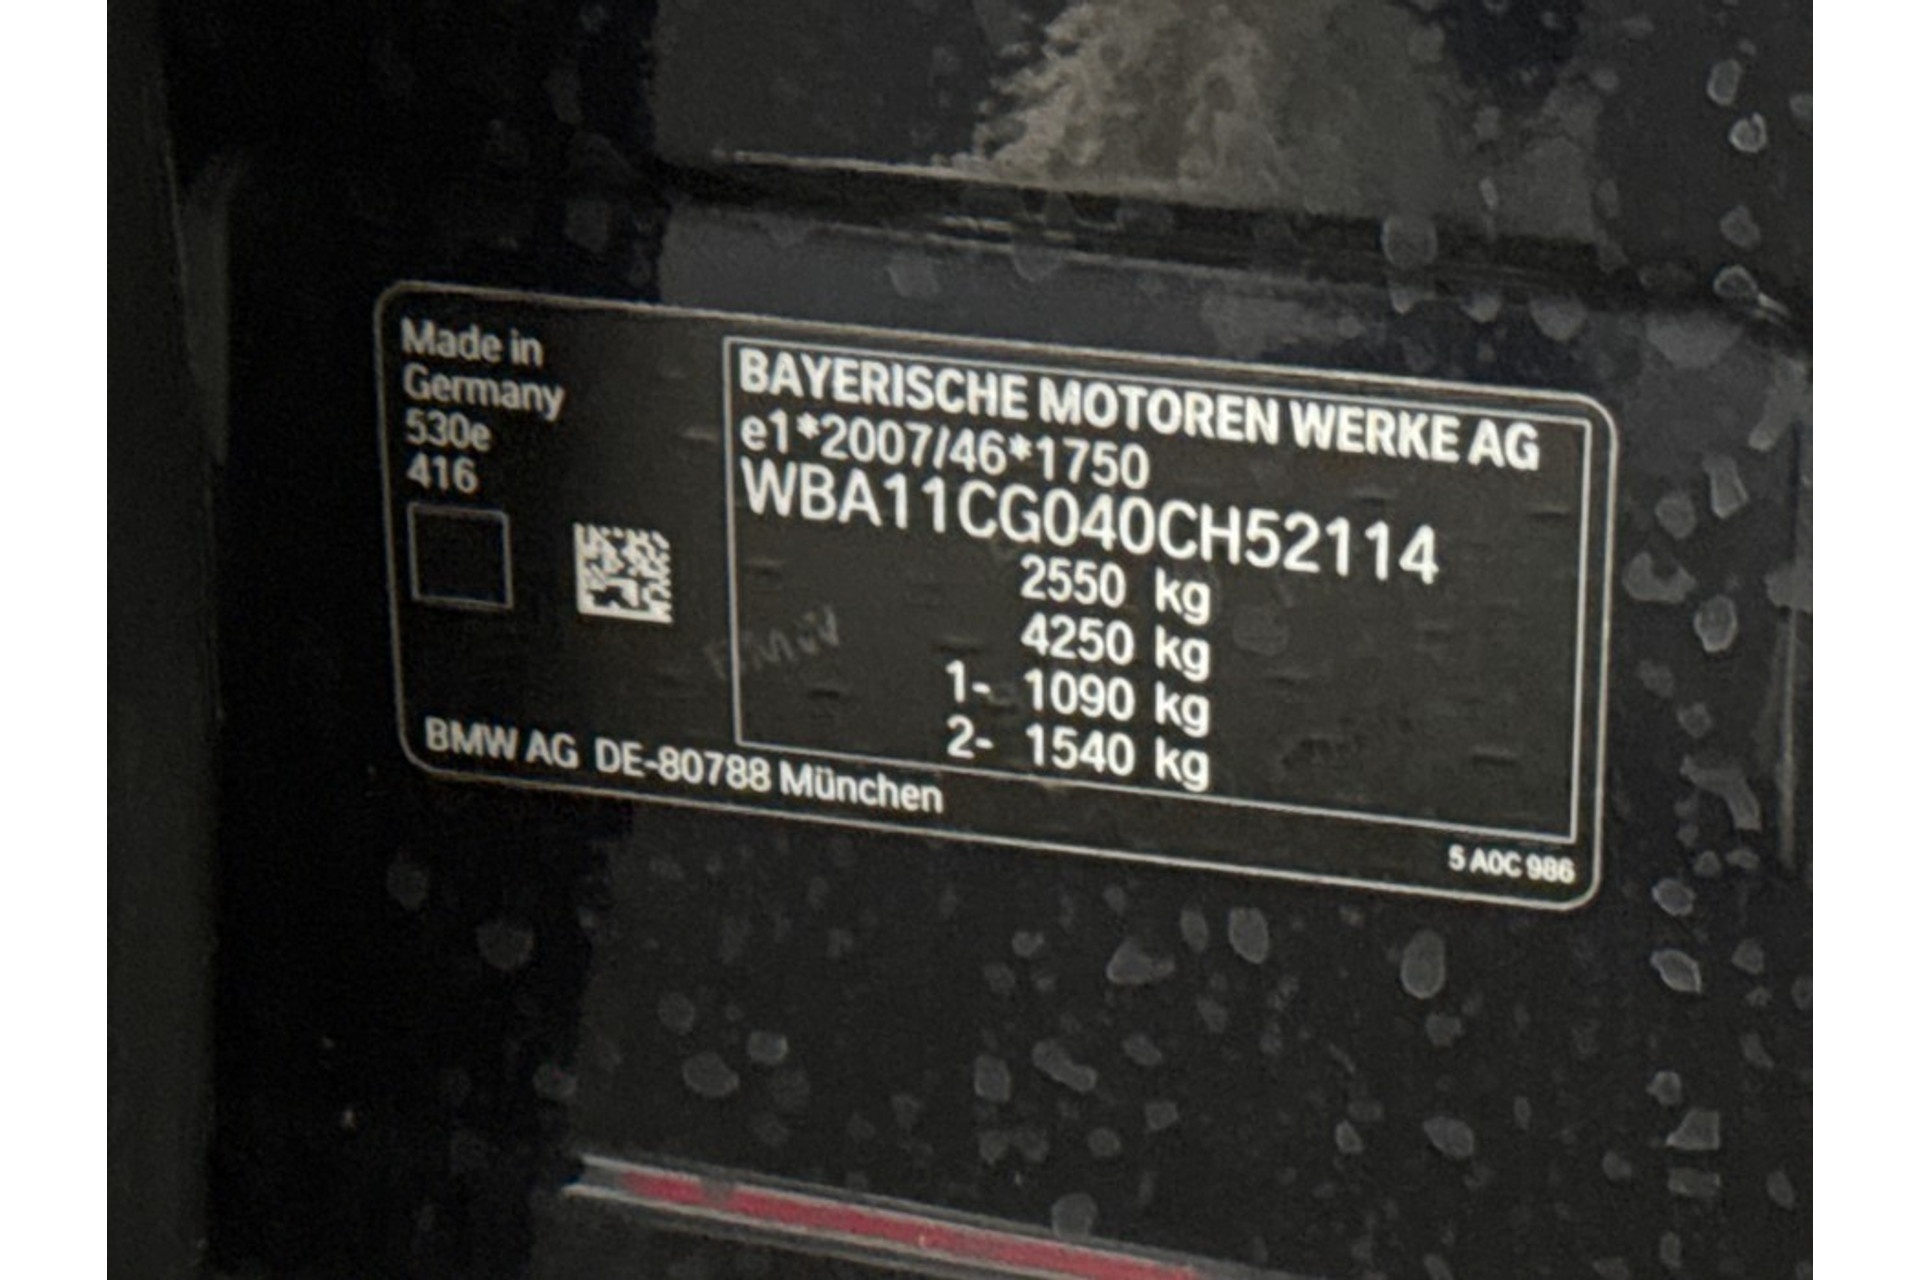 Made in
Germany
530e
416
BAYERISCHE MOTOREN WERKE AG
e1*2007/46*1750
WBA11CG040CH52114
2550 kg
4250 kg
1- 1090 kg
2- 1540 kg
BMW AG DE-80788 München
5 A0C 986